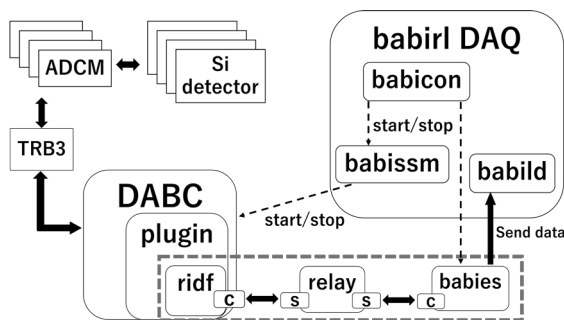 babirl DAQ
ADCM
Si
detector
babicon
start/stop
TRB3
babissm
babild
DABC
start/stop
plugin
Send data
ridf
relay
babies
C
S
S
C